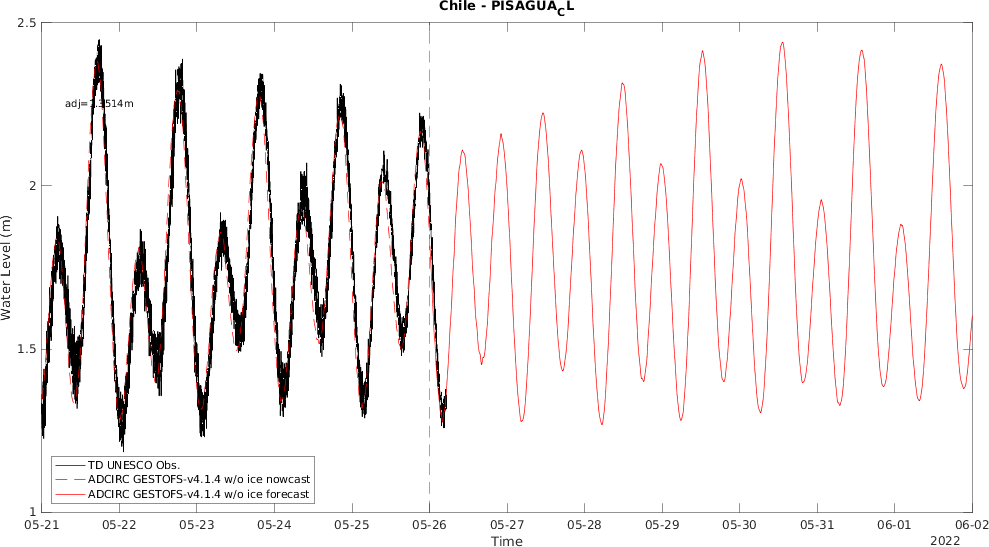 Chile - PISAGUA_CL
2.5
adj=1.3514m
2
Water Level (m)
1.5
TD UNESCO Obs.
ADCIRC GESTOFS-v4.1.4 w/o ice nowcast
ADCIRC GESTOFS-v4.1.4 w/o ice forecast
1
05-21 05-22 05-23 05-24 05-25 05-26 05-27 05-28 05-29 05-30 05-31 06-01 06-02
Time 2022